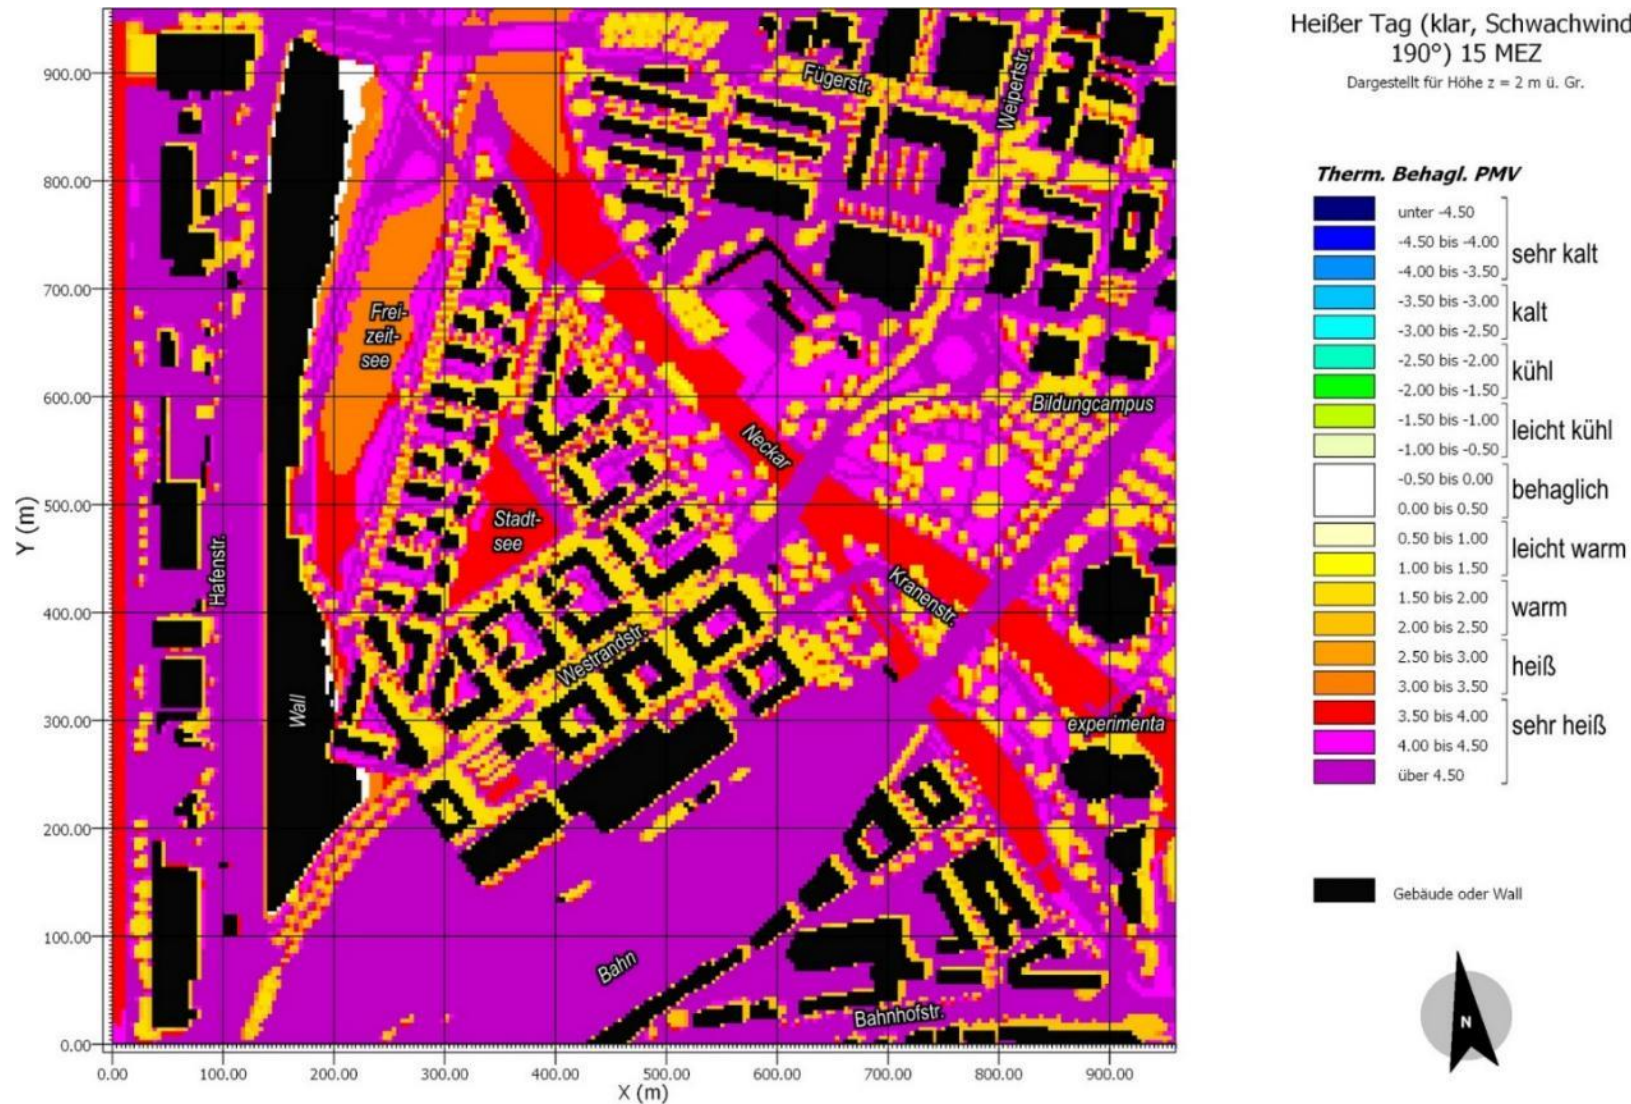 Heißer Tag (klar, Schwachwind
190°) 15 MEZ
Dargestellt für Höhe z = 2 m ü. Gr.
Therm. Behagl. PMV
unter -4.50
-4.50 bis -4.00
-4.00 bis -3.50
sehr kalt
-3.50 bis -3.00
-3.00 bis -2.50
kalt
-2.50 bis -2.00
-2.00 bis -1.50
kühl
-1.50 bis -1.00
-1.00 bis -0.50
leicht kühl
-0.50 bis 0.00
0.00 bis 0.50
behaglich
0.50 bis 1.00
1.00 bis 1.50
leicht warm
1.50 bis 2.00
2.00 bis 2.50
warm
2.50 bis 3.00
3.00 bis 3.50
heiß
3.50 bis 4.00
4.00 bis 4.50
über 4.50
sehr heiß
Gebäude oder Wall
N
Y (m)
900.00
800.00
700.00
600.00
500.00
400.00
300.00
200.00
100.00
0.00
0.00
100.00
200.00
300.00
400.00
500.00
600.00
700.00
800.00
900.00
X (m)
Fügerstr.
Weipertstr.
Frei-
zeit-
see
Bildungcampus
Neckar
Stadt-
see
Hafenstr.
Kranenstr.
Westrandstr.
Wall
experimenta
Bahn
Bahnhofstr.